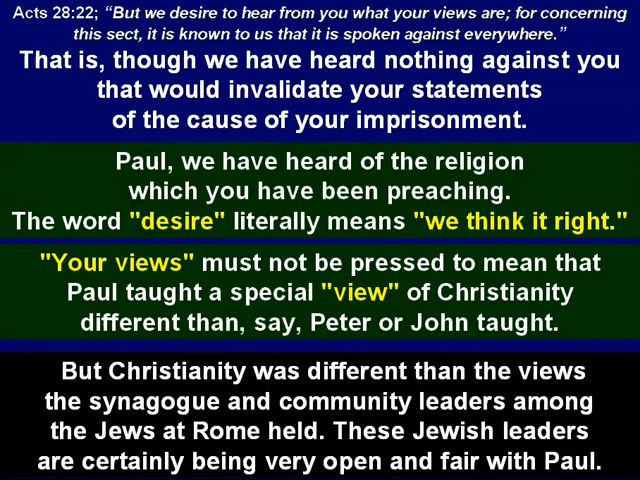 Acts 28:22; “But we desire to hear from you what your views are; for concerning
this sect, it is known to us that it is spoken against everywhere.”
That is, though we have heard nothing against you
that would invalidate your statements
of the cause of your imprisonment.
Paul, we have heard of the religion
which you have been preaching.
The word "desire" literally means "we think it right."
"Your views" must not be pressed to mean that
Paul taught a special "view" of Christianity
different than, say, Peter or John taught.
But Christianity was different than the views
the synagogue and community leaders among
the Jews at Rome held. These Jewish leaders
are certainly being very open and fair with Paul.